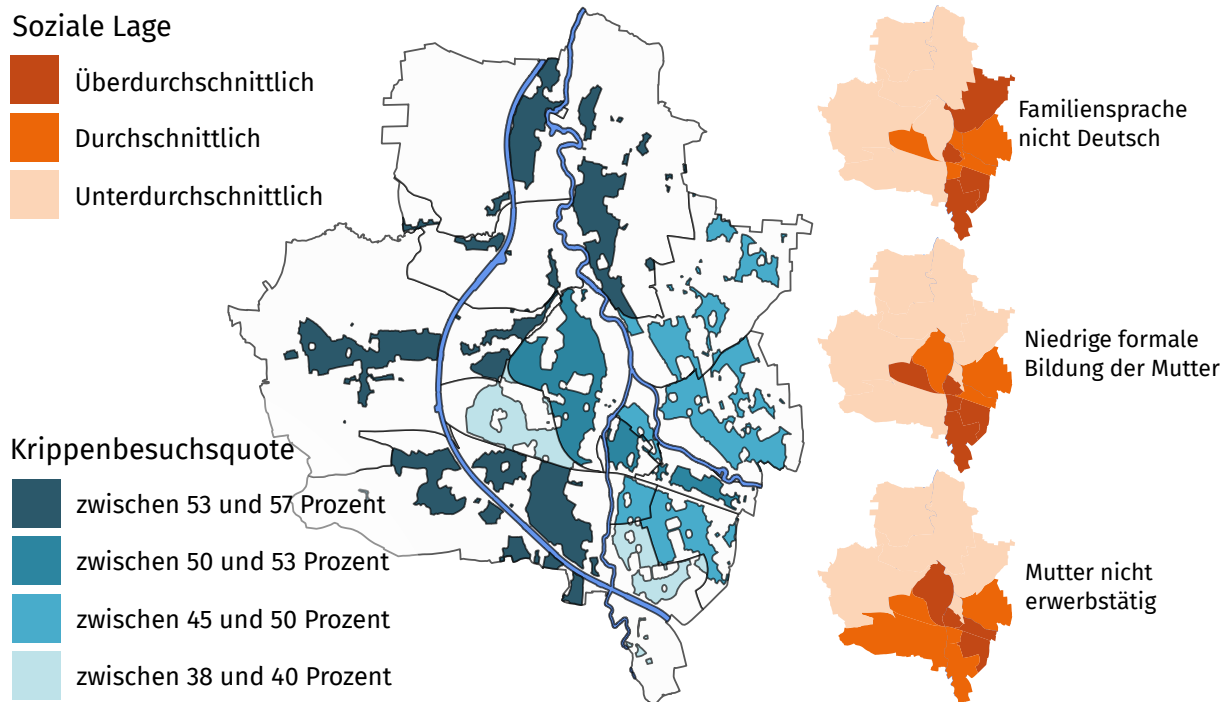 Soziale Lage
Überdurchschnittlich
Durchschnittlich
Unterdurchschnittlich
Krippenbesuchsquote
zwischen 53 und 57 Prozent
zwischen 50 und 53 Prozent
zwischen 45 und 50 Prozent
zwischen 38 und 40 Prozent
Familiensprache
nicht Deutsch
Niedrige formale
Bildung der Mutter
Mutter nicht
erwerbstätig